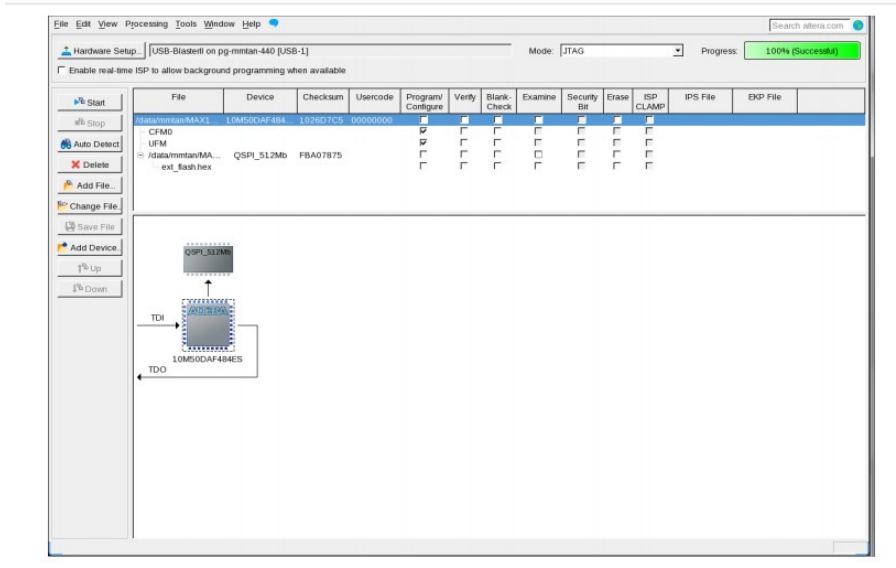 File Edit View Processing Tools Window Help
Search altera.com
Hardware Setup... USB-BlasterII on pg-mmtan-440 [USB-1] Mode: JTAG Progress: 100% (Successful)
Enable real-time ISP to allow background programming when available
Start
Stop
Auto Detect
Delete
Add File...
Change File..
Save File
Add Device..
Up
Down
File Device Checksum Usercode Program/Configure Verify Blank-Check Examine Security Bit Erase ISP CLAMP IPS File EKP File
/data/mmtan/MAX1... 10M50DAF484... 1026D7C5 00000000
CFM0
UFM
/data/mmtan/MA... QSPI_512Mb FBA07875
ext_flash.hex
QSPI_512Mb
ALTERA
TDI
10M50DAF484ES
TDO